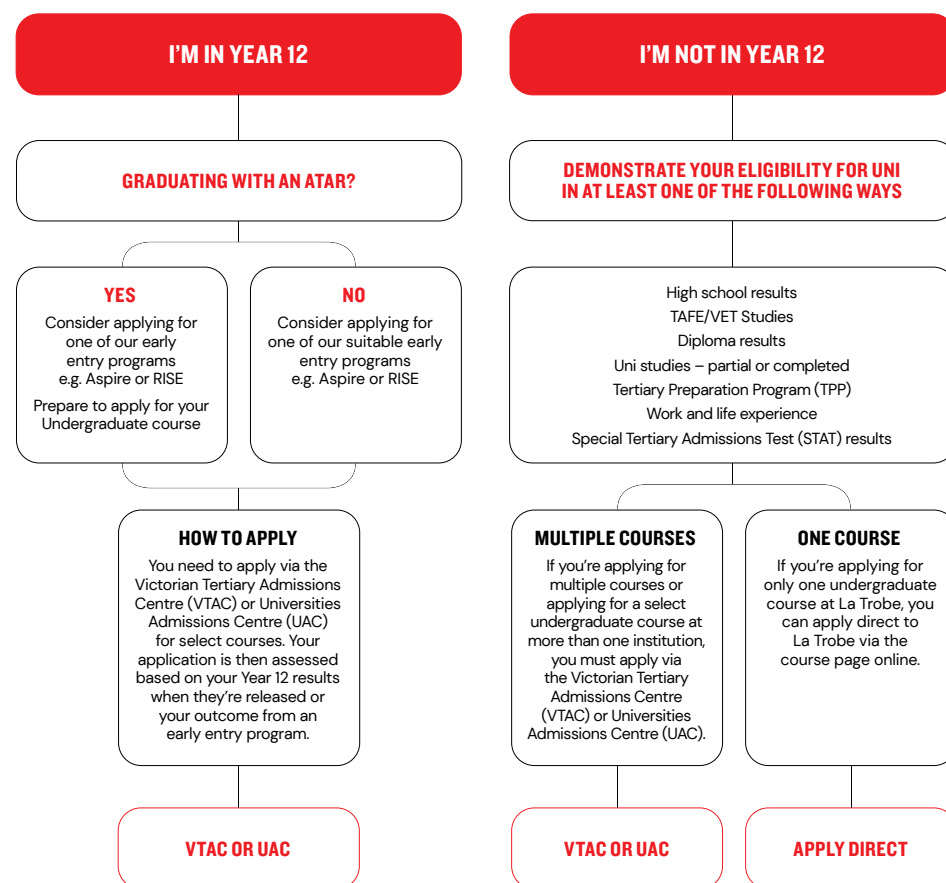 I'M IN YEAR 12
GRADUATING WITH AN ATAR?
YES
Consider applying for
one of our early
entry programs
e.g. Aspire or RISE
Prepare to apply for your
Undergraduate course
NO
Consider applying for
one of our suitable early
entry programs
e.g. Aspire or RISE
HOW TO APPLY
You need to apply via the
Victorian Tertiary Admissions
Centre (VTAC) or Universities
Admissions Centre (UAC)
for select courses. Your
application is then assessed
based on your Year 12 results
when they're released or
your outcome from an
early entry program.
VTAC OR UAC
I'M NOT IN YEAR 12
DEMONSTRATE YOUR ELIGIBILITY FOR UNI
IN AT LEAST ONE OF THE FOLLOWING WAYS
High school results
TAFE/VET Studies
Diploma results
Uni studies – partial or completed
Tertiary Preparation Program (TPP)
Work and life experience
Special Tertiary Admissions Test (STAT) results
MULTIPLE COURSES
If you're applying for
multiple courses or
applying for a select
undergraduate course at
more than one institution,
you must apply via
the Victorian Tertiary
Admissions Centre
(VTAC) or Universities
Admissions Centre (UAC).
VTAC OR UAC
ONE COURSE
If you're applying for
only one undergraduate
course at La Trobe, you
can apply direct to
La Trobe via the
course page online.
APPLY DIRECT